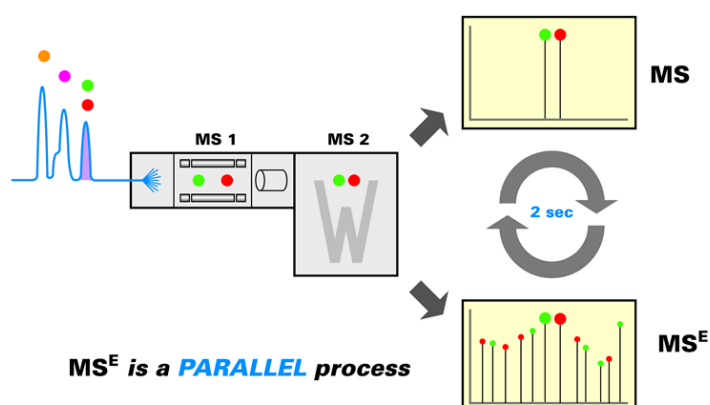 MS
MS 1
MS 2
W
2 sec
MSᴱ
MSᴱ is a PARALLEL process